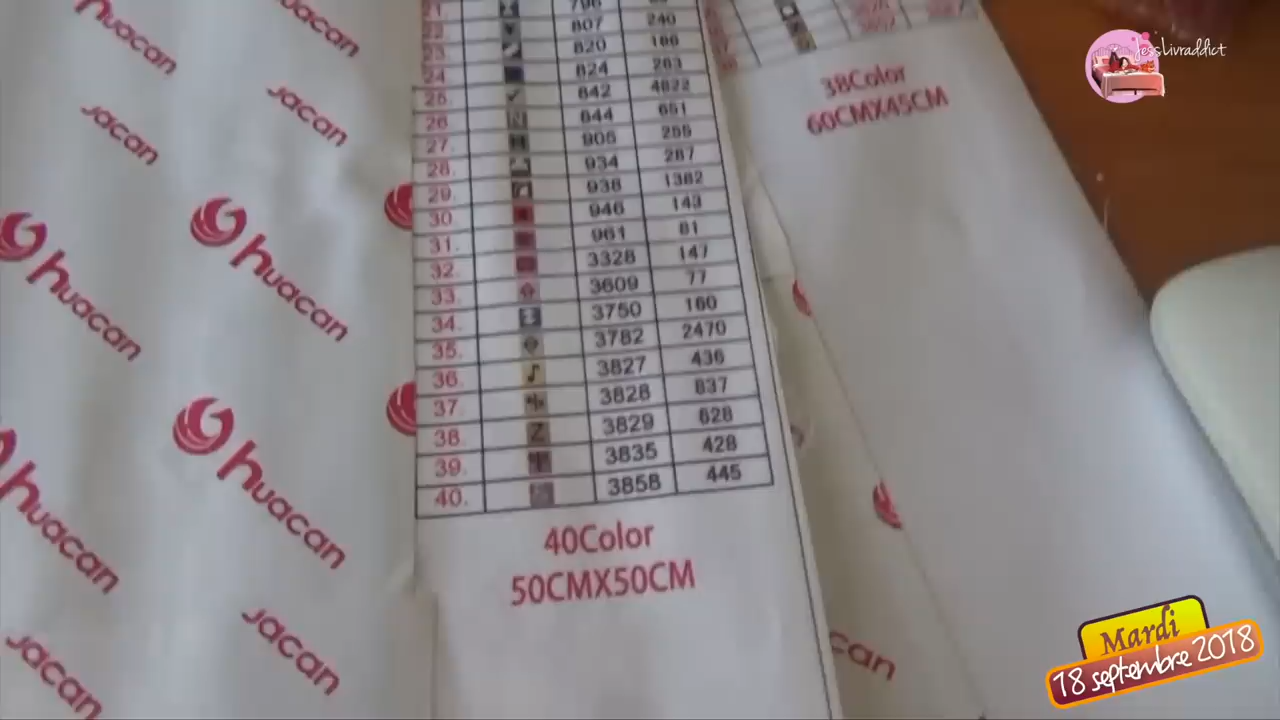 huacan
huacan
Jacan
Jacan
huacan
huacan
huacan
huacan
Jacan
Jacan
can
22. 807 240
23. 820 186
24. 824 263
25. 842 4822
26. 844 651
27. 905 255
28. 934 287
29. 938 1382
30. 946 143
31. 961 81
32. 3328 147
33. 3609 77
34. 3750 160
35. 3782 2470
36. 3827 436
37. 3828 837
38. Z 3829 628
39. 3835 428
40. 3858 445
40Color
50CMX50CM
38Color
60CMX45CM
JessLivraddict
Mardi
18 septembre 2018